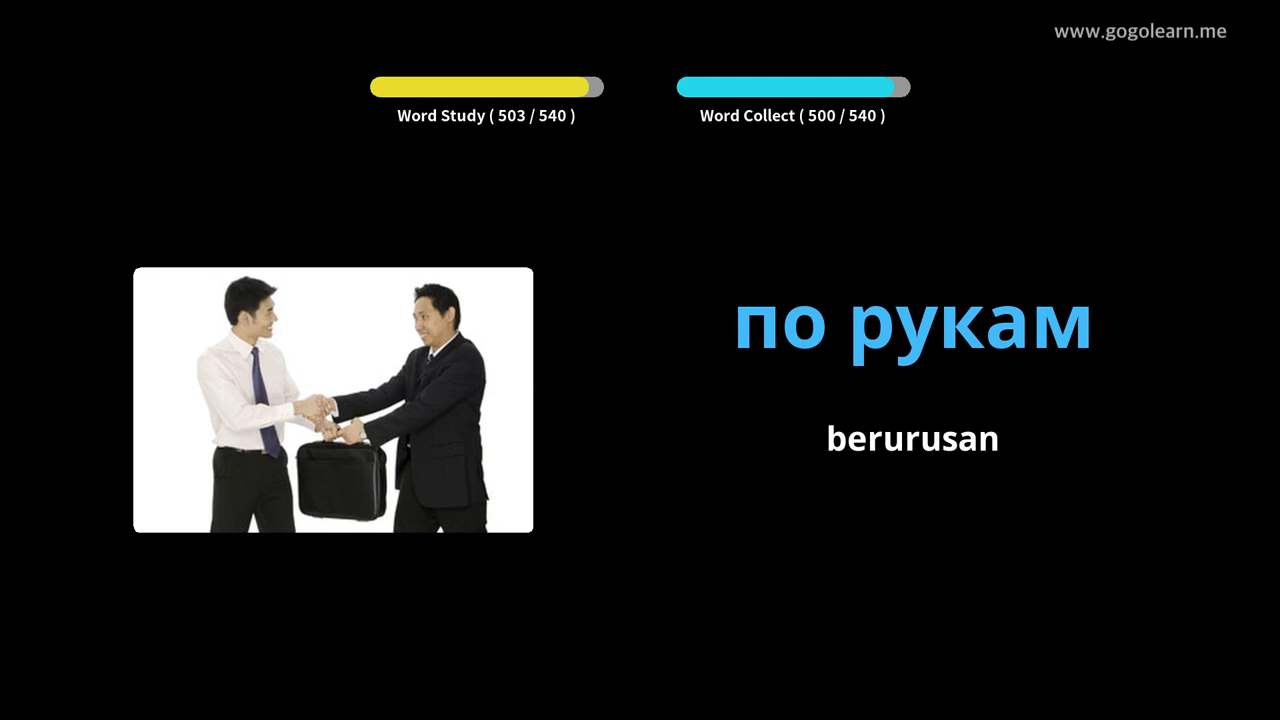 www.gogolearn.me
Word Study ( 503 / 540 )
Word Collect ( 500 / 540 )
по рукам
berurusan